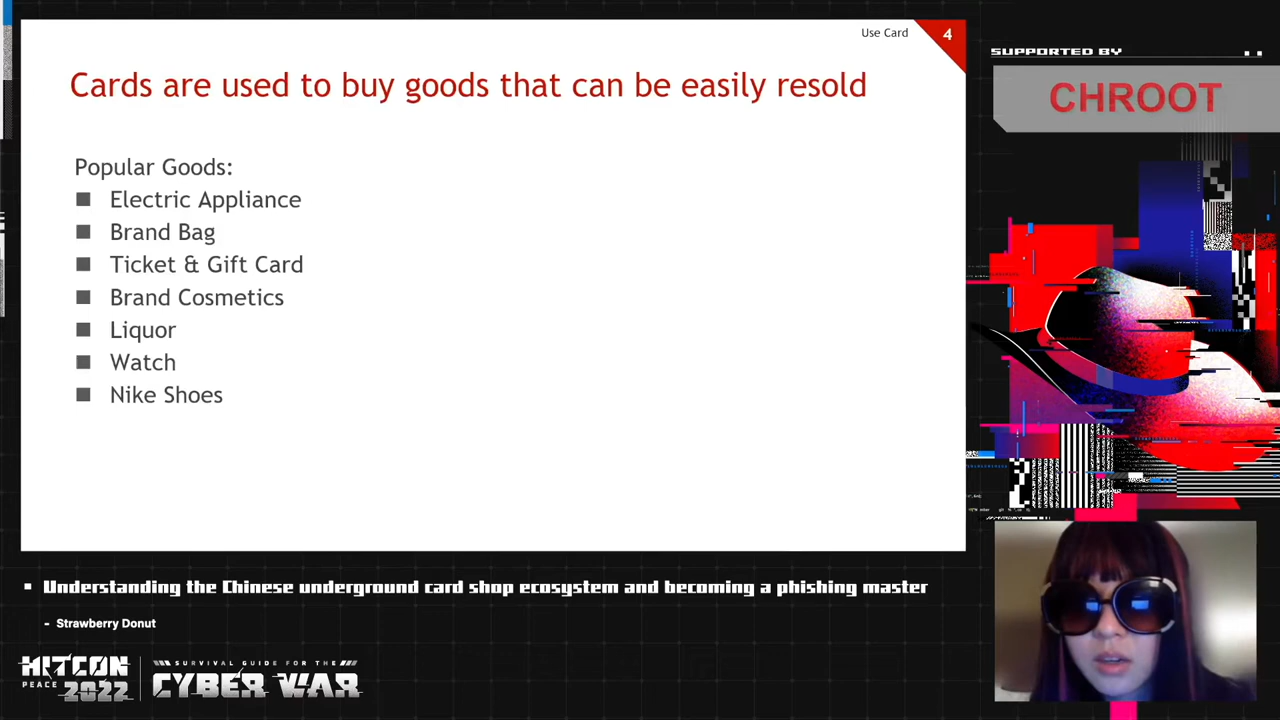 Use Card
4
Cards are used to buy goods that can be easily resold
Popular Goods:
Electric Appliance
Brand Bag
Ticket & Gift Card
Brand Cosmetics
Liquor
Watch
Nike Shoes
SUPPORTED BY
CHROOT
Understanding the Chinese underground card shop ecosystem and becoming a phishing master
- Strawberry Donut
HITCON
PEACE 2022
SURVIVAL GUIDE FOR THE
CYBER WAR